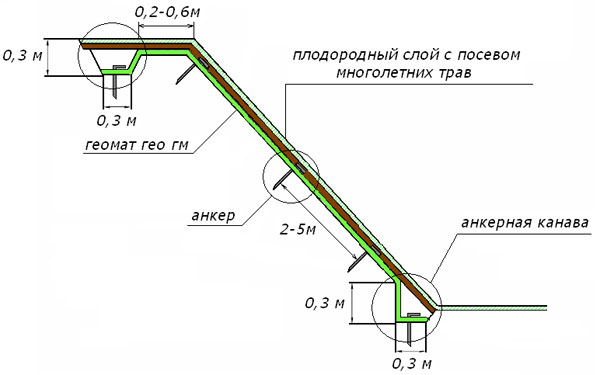 0,2-0,6м
0,3 м
0,3 м
плодородный слой с посевом
многолетних трав
геомат гео гм
анкер
2-5м
анкерная канава
0,3 м
0,3 м